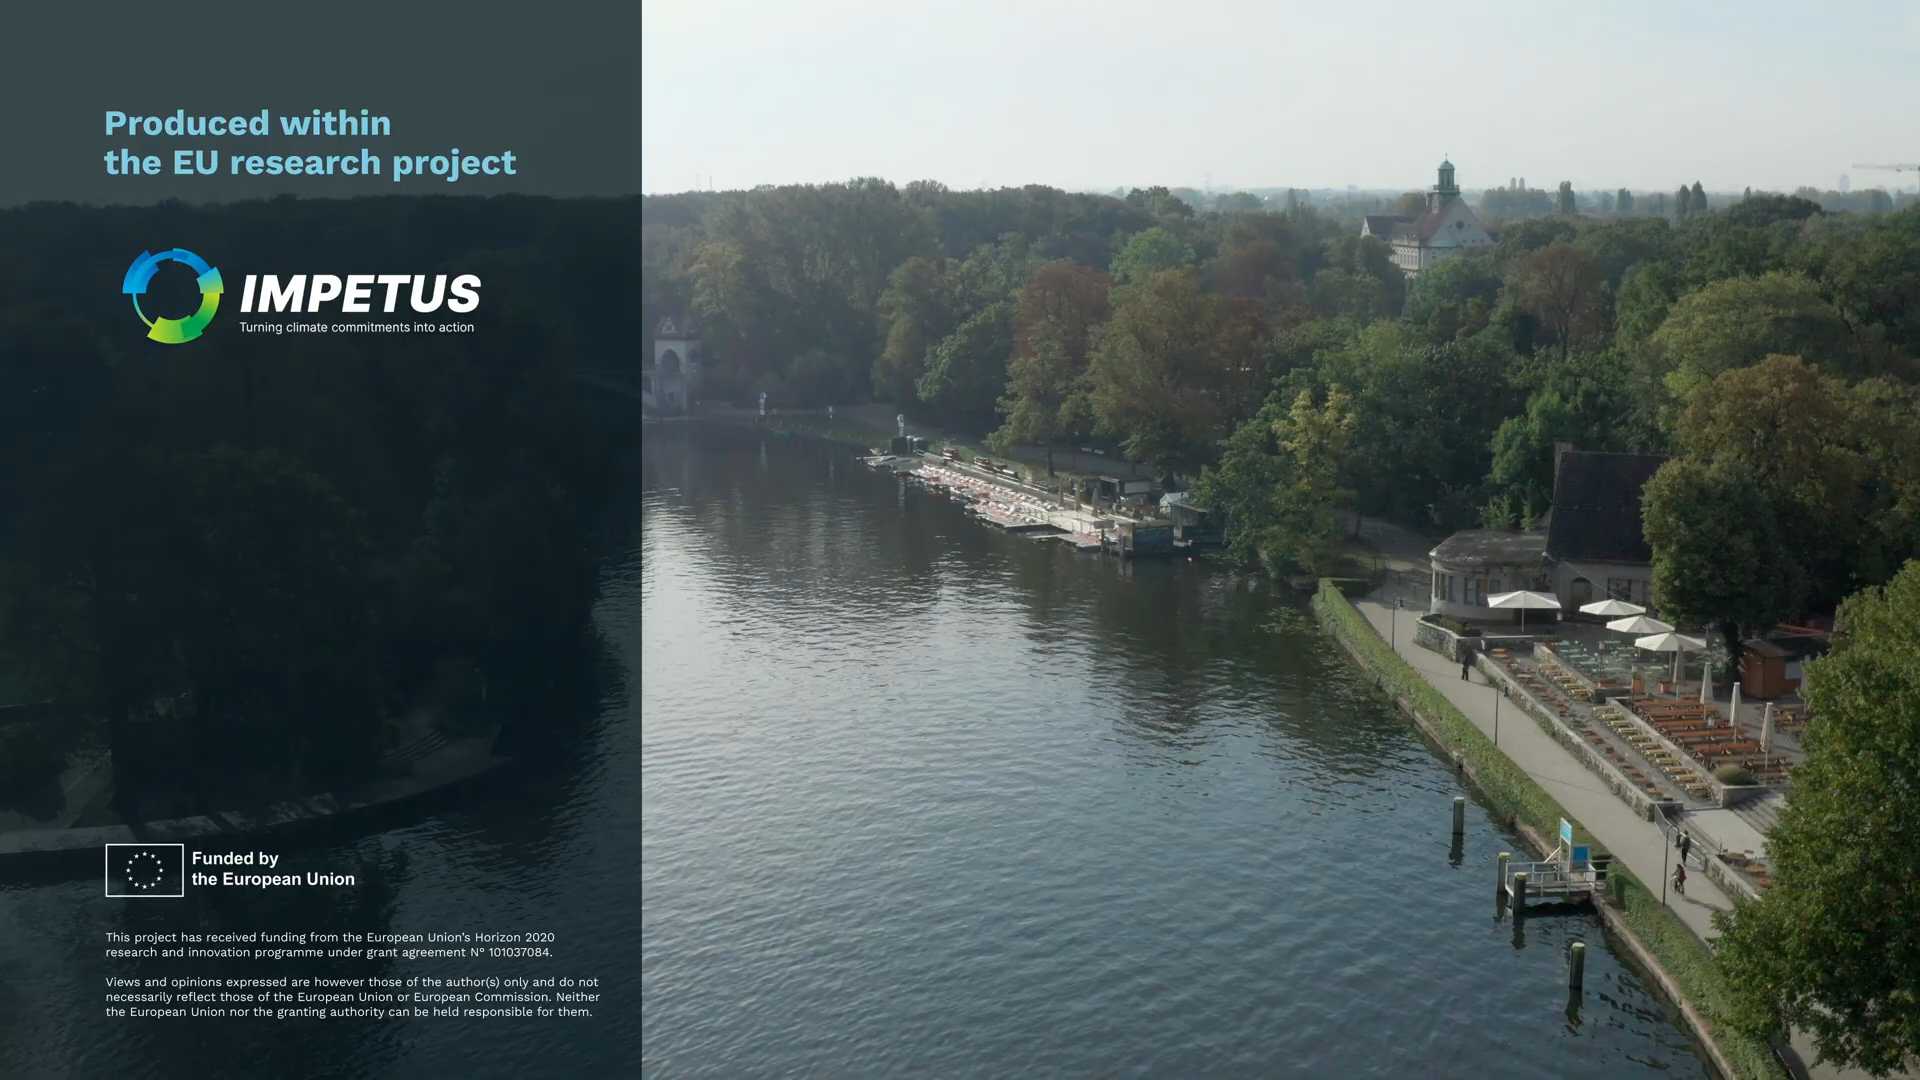 Produced within
the EU research project
IMPETUS
Turning climate commitments into action
Funded by
the European Union
This project has received funding from the European Union's Horizon 2020
research and innovation programme under grant agreement N° 101037084.
Views and opinions expressed are however those of the author(s) only and do not
necessarily reflect those of the European Union or European Commission. Neither
the European Union nor the granting authority can be held responsible for them.